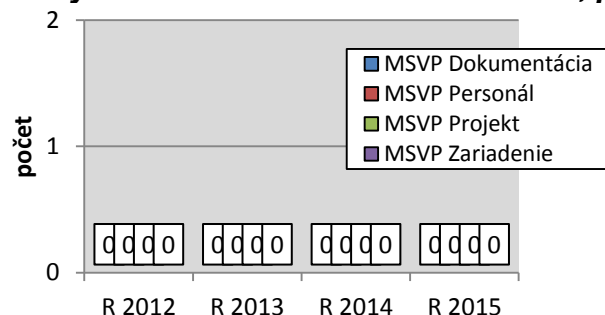 2
1
0
počet
MSVP Dokumentácia
MSVP Personál
MSVP Projekt
MSVP Zariadenie
0 0 0 0 0 0 0 0 0 0 0 0 0 0 0 0
R 2012 R 2013 R 2014 R 2015